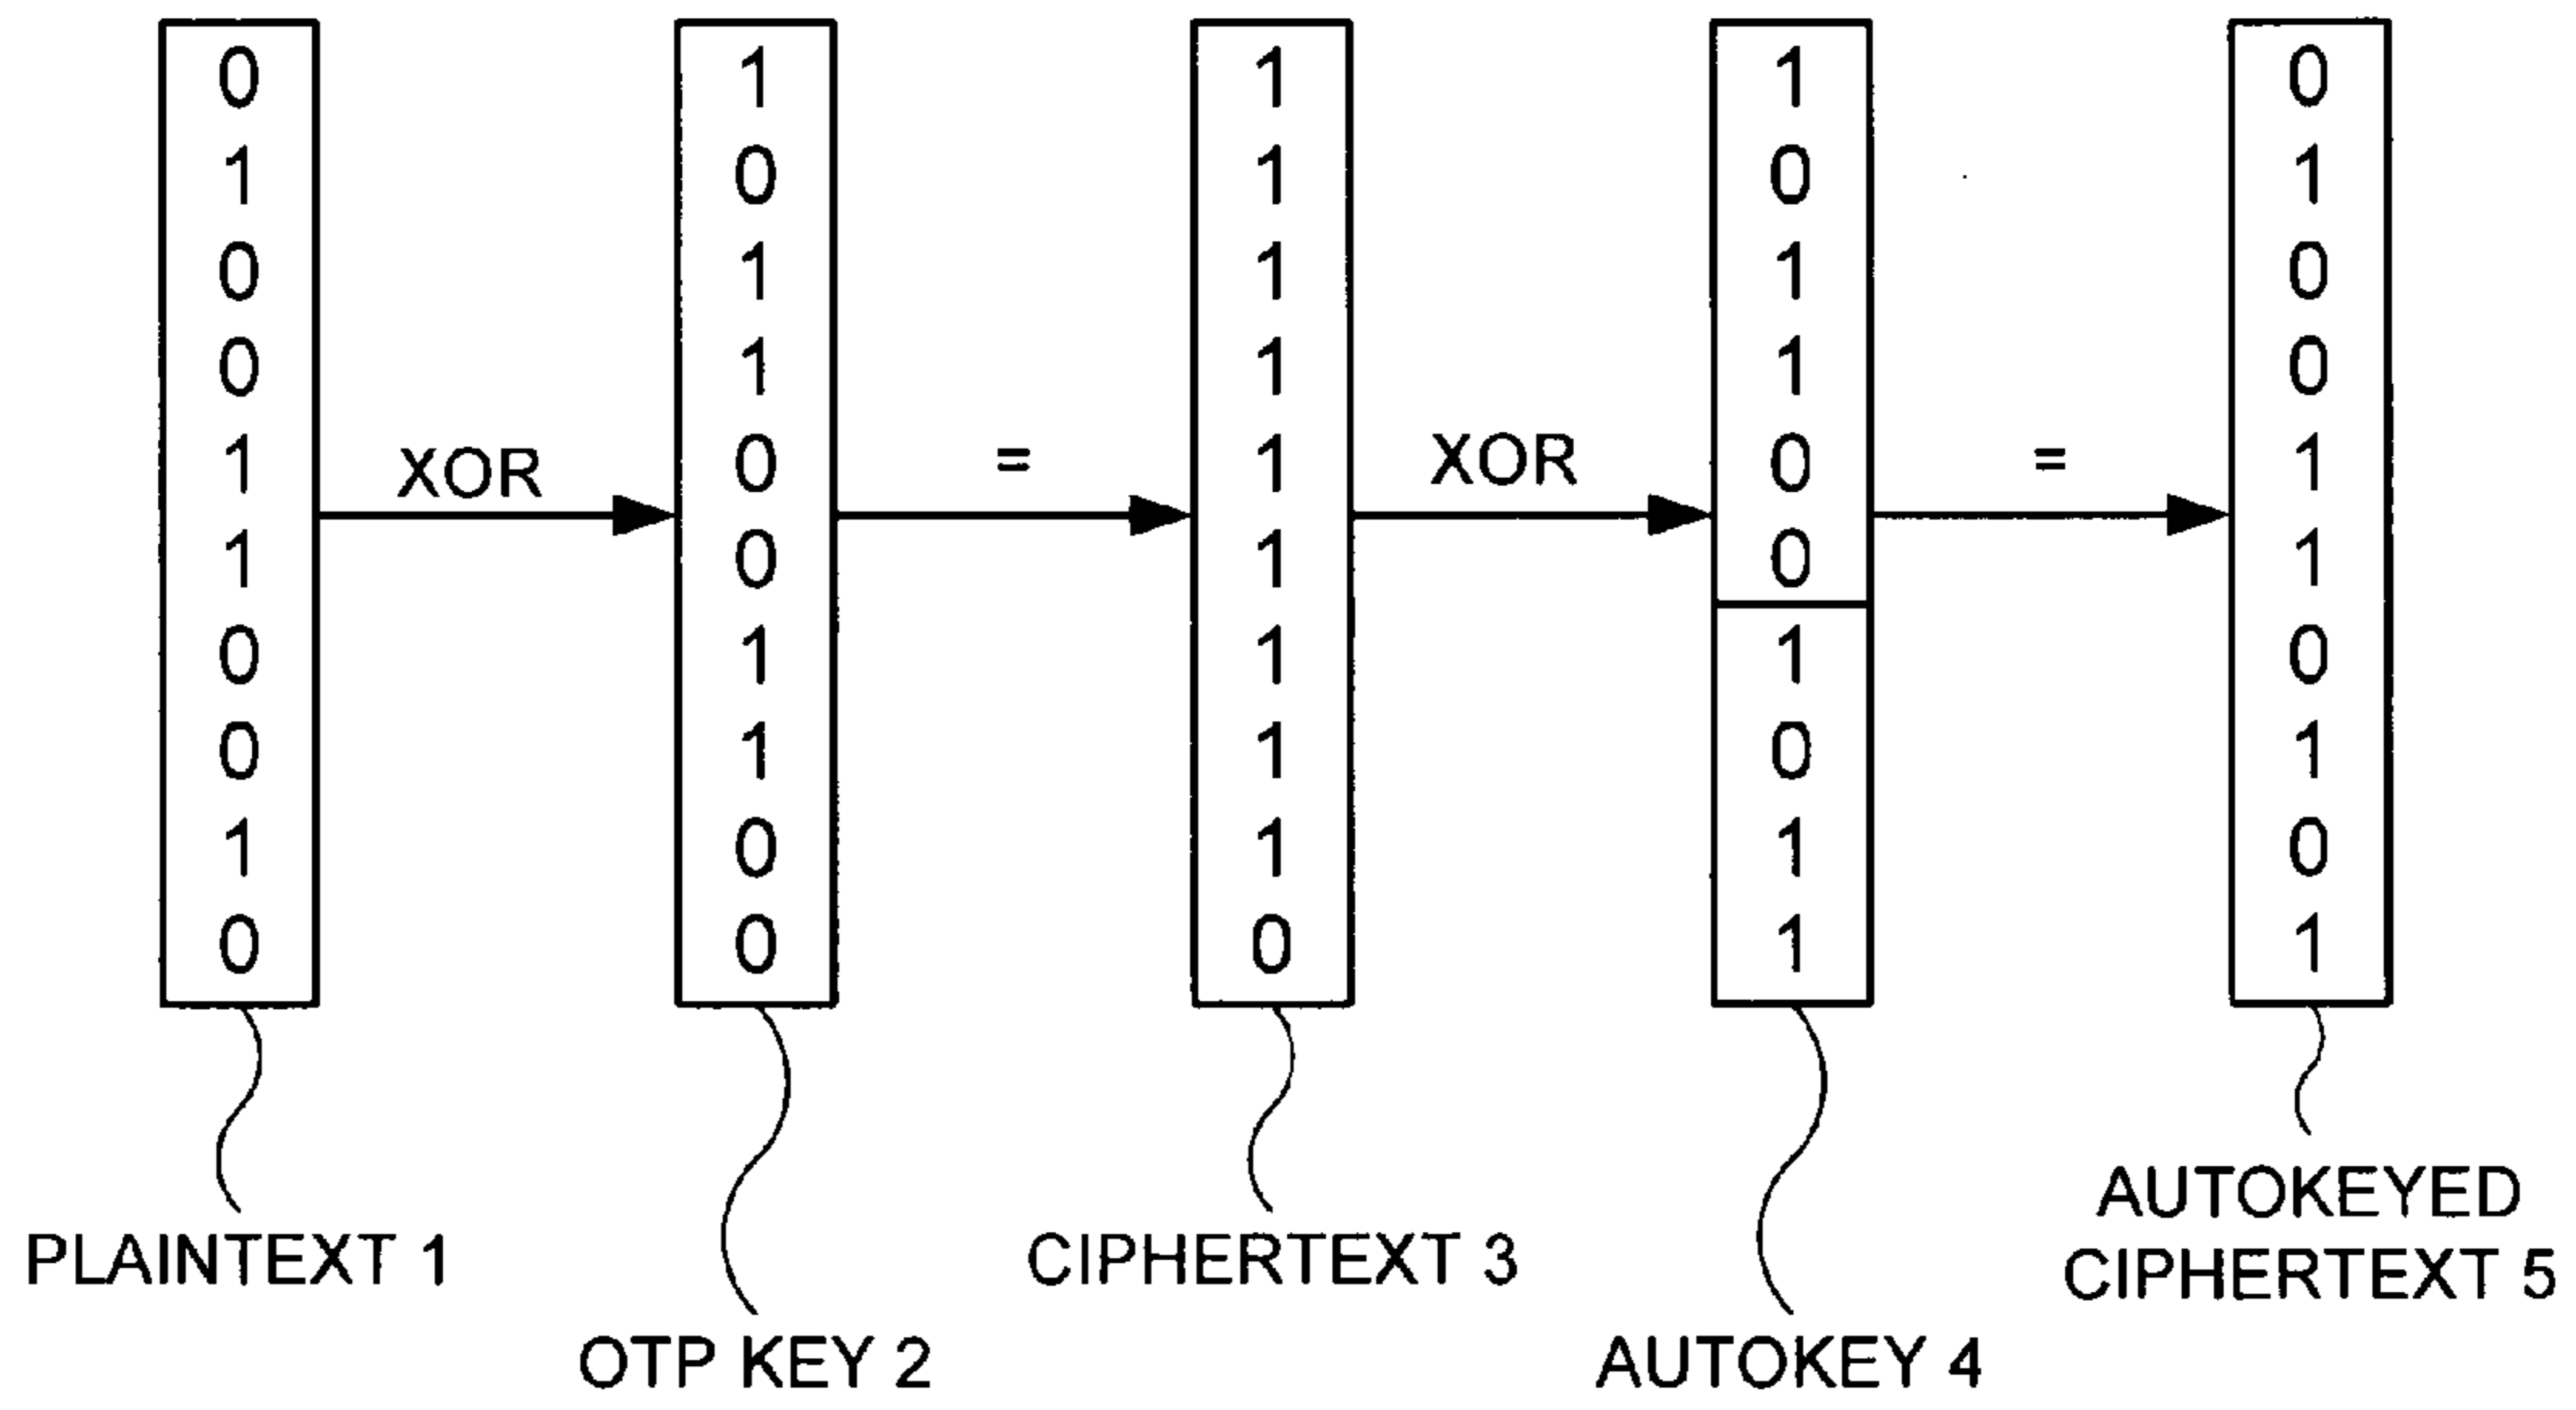 0 1 1 1 0
1 0 1 0 1
0 1 1 1 0
0 1 1 1 0
XOR = XOR =
1 0 1 0 1
1 0 1 0 1
0 1 1 1 0
0 1 1 0 1
1 0 1 1 0
0 0 0 1 1
PLAINTEXT 1
OTP KEY 2
CIPHERTEXT 3
AUTOKEY 4
AUTOKEYED
CIPHERTEXT 5